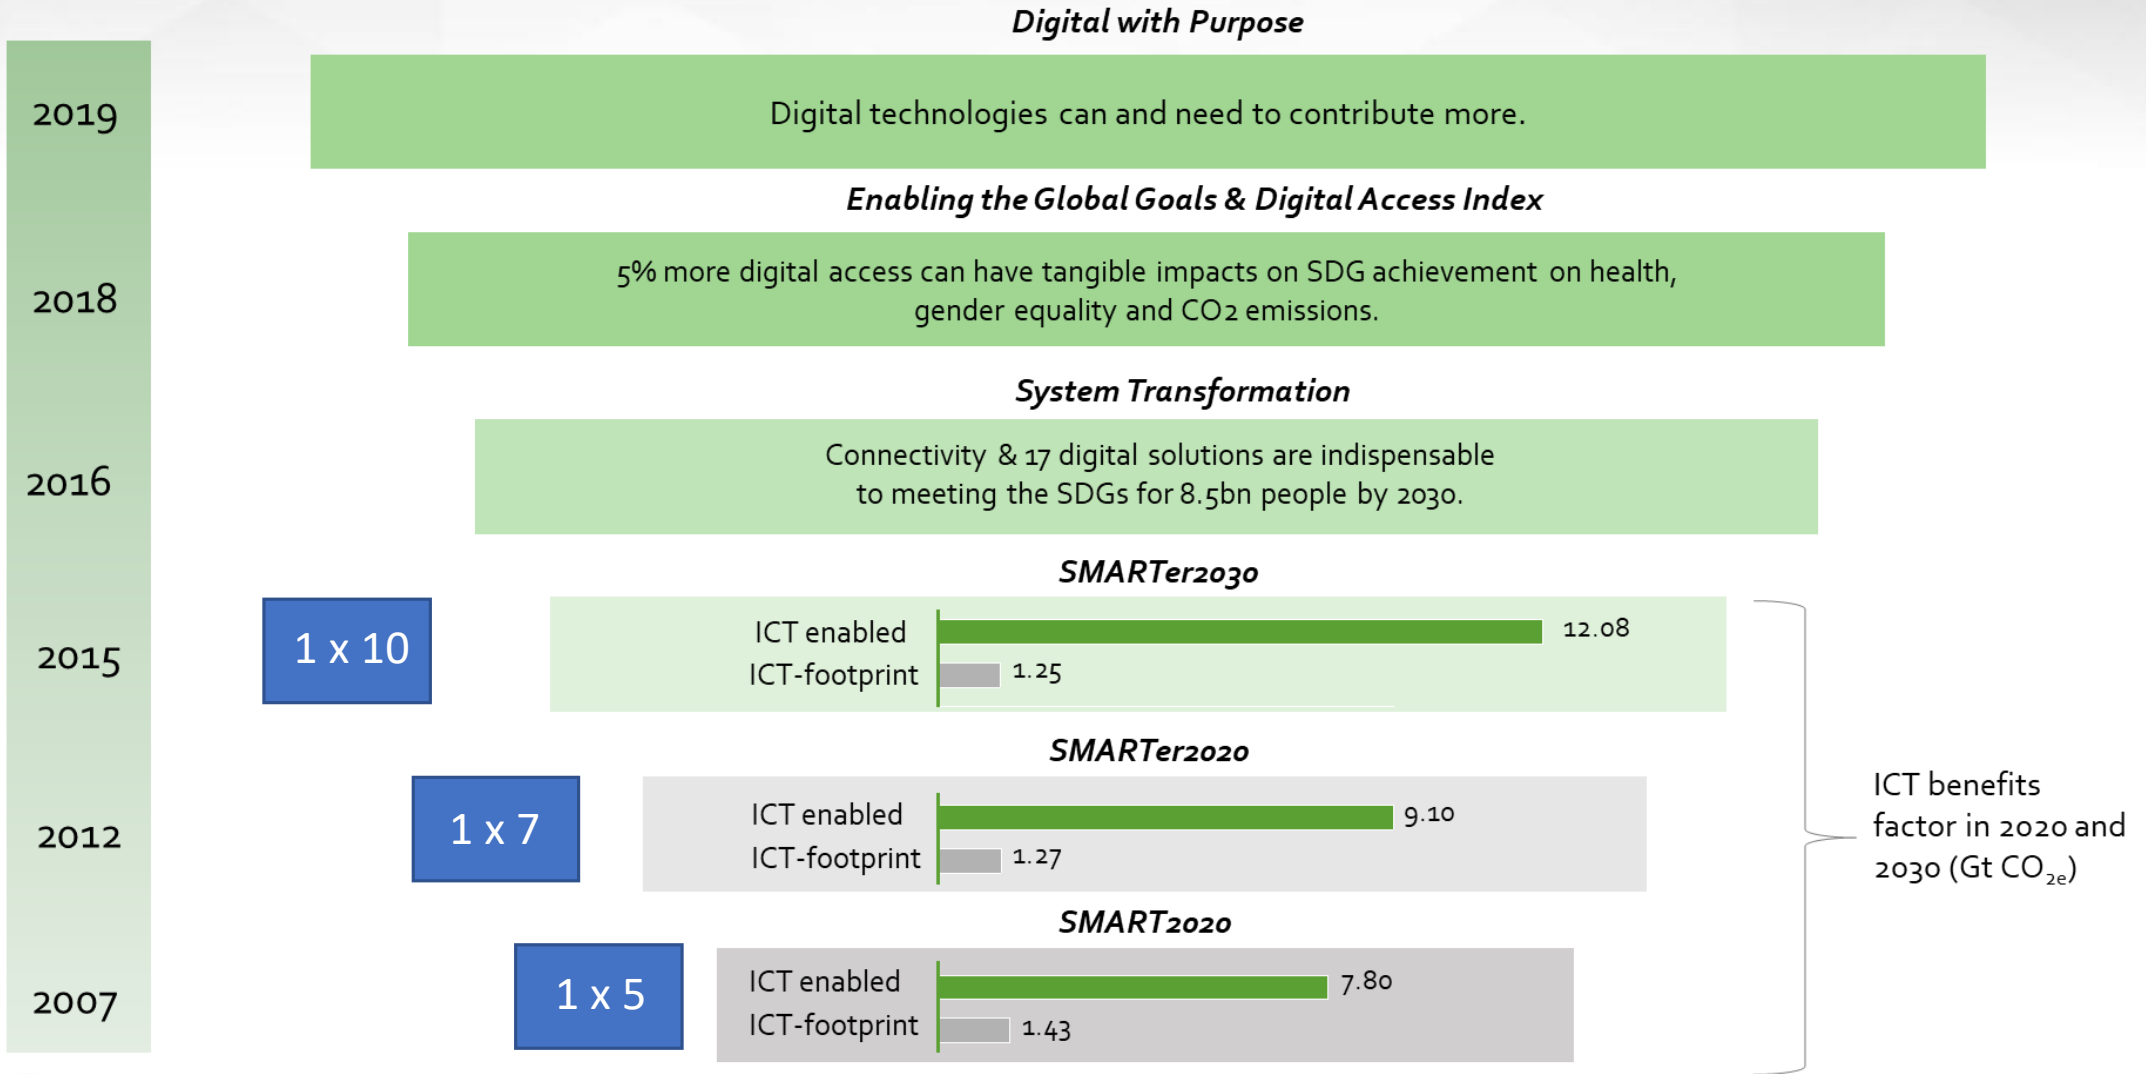 Digital with Purpose
2019
Digital technologies can and need to contribute more.
Enabling the Global Goals & Digital Access Index
2018
5% more digital access can have tangible impacts on SDG achievement on health,
gender equality and CO2 emissions.
System Transformation
2016
Connectivity & 17 digital solutions are indispensable
to meeting the SDGs for 8.5bn people by 2030.
SMARTer2030
2015
1 x 10
ICT enabled 12.08
ICT-footprint 1.25
SMARTer2020
2012
1 x 7
ICT enabled 9.10
ICT-footprint 1.27
ICT benefits
factor in 2020 and
2030 (Gt CO2e)
SMART2020
2007
1 x 5
ICT enabled 7.80
ICT-footprint 1.43